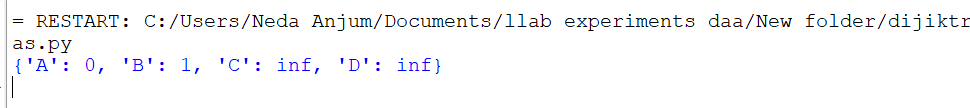 = RESTART: C:/Users/Neda Anjum/Documents/llab experiments daa/New folder/dijiktr
as.py
{'A': 0, 'B': 1, 'C': inf, 'D': inf}